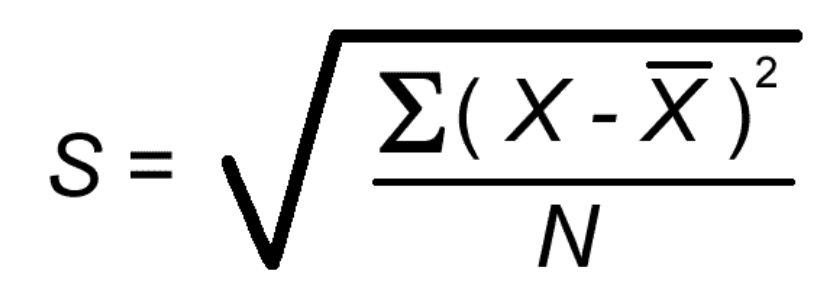 S = √ Σ( X - X̅ )²
N